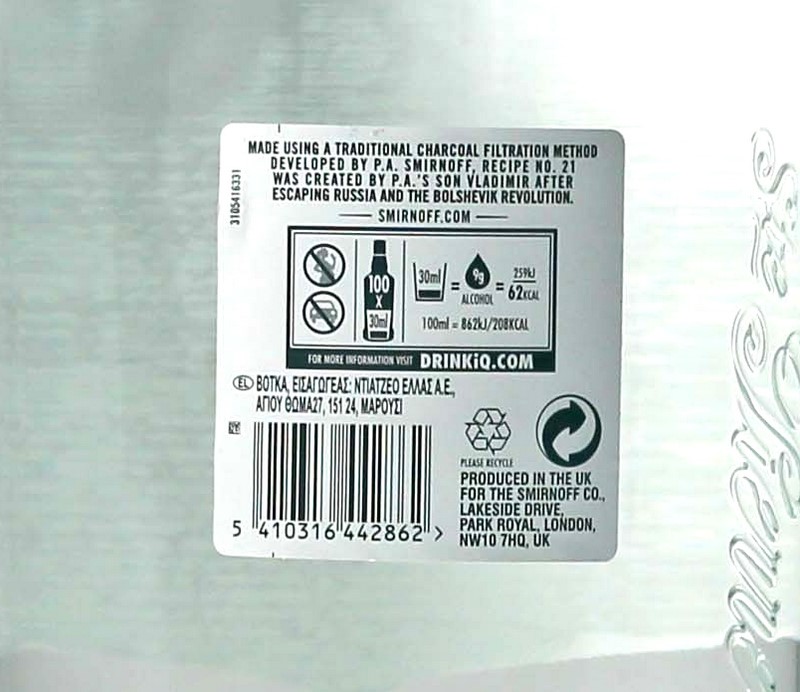 MADE USING A TRADITIONAL CHARCOAL FILTRATION METHOD
DEVELOPED BY P.A. SMIRNOFF, RECIPE NO. 21
WAS CREATED BY P.A.'S SON VLADIMIR AFTER
ESCAPING RUSSIA AND THE BOLSHEVIK REVOLUTION.
SMIRNOFF.COM
3105416331
100
X
30ml
30ml = 9g = 259kJ
ALCOHOL 62KCAL
100ml = 862kJ/208KCAL
FOR MORE INFORMATION VISIT DRINKiQ.COM
EL ΒΟΤΚΑ, ΕΙΣΑΓΩΓΕΑΣ: ΝΤΙΑΤΖΕΟ ΕΛΛΑΣ Α.Ε.,
ΑΓΙΟΥ ΘΩΜΑ27, 151 24, ΜΑΡΟΥΣΙ
PLEASE RECYCLE
PRODUCED IN THE UK
FOR THE SMIRNOFF CO.,
LAKESIDE DRIVE,
PARK ROYAL, LONDON,
NW10 7HQ, UK
5 410316 442862 >